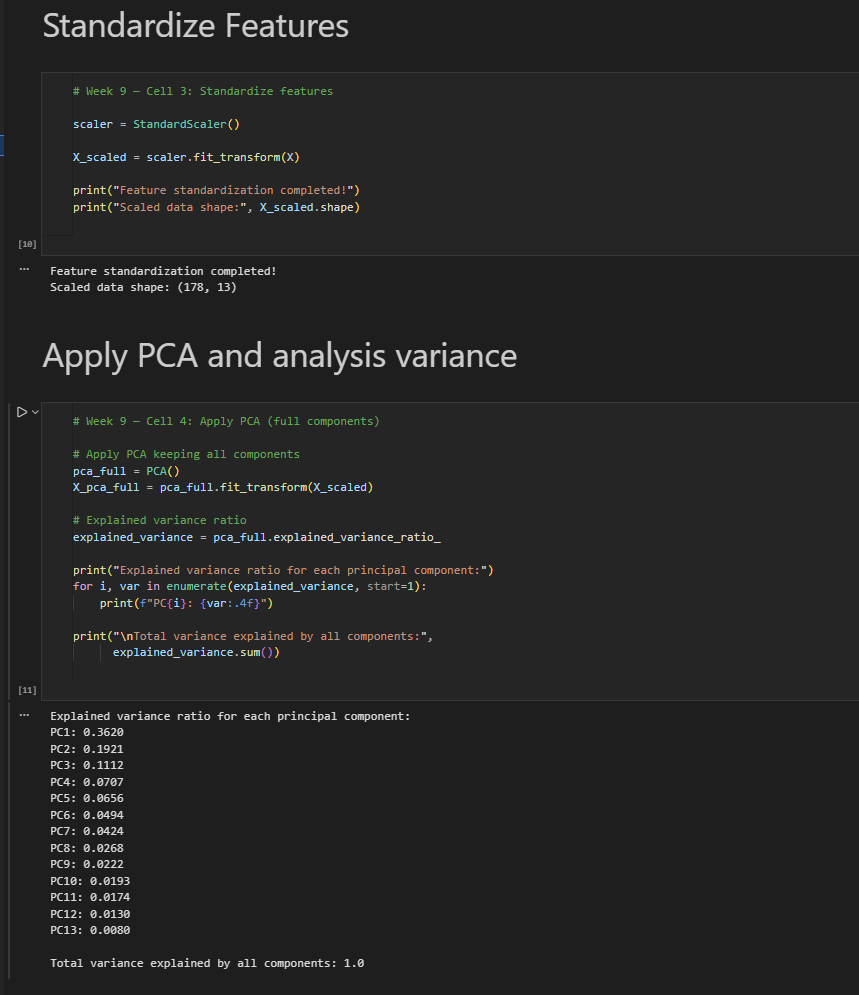 Standardize Features
# Week 9 – Cell 3: Standardize features
scaler = StandardScaler()
X_scaled = scaler.fit_transform(X)
print("Feature standardization completed!")
print("Scaled data shape:", X_scaled.shape)
[10]
...
Feature standardization completed!
Scaled data shape: (178, 13)
Apply PCA and analysis variance
# Week 9 – Cell 4: Apply PCA (full components)
# Apply PCA keeping all components
pca_full = PCA()
X_pca_full = pca_full.fit_transform(X_scaled)
# Explained variance ratio
explained_variance = pca_full.explained_variance_ratio_
print("Explained variance ratio for each principal component:")
for i, var in enumerate(explained_variance, start=1):
    print(f"PC{i}: {var:.4f}")
print("\nTotal variance explained by all components:",
      explained_variance.sum())
[11]
...
Explained variance ratio for each principal component:
PC1: 0.3620
PC2: 0.1921
PC3: 0.1112
PC4: 0.0707
PC5: 0.0656
PC6: 0.0494
PC7: 0.0424
PC8: 0.0268
PC9: 0.0222
PC10: 0.0193
PC11: 0.0174
PC12: 0.0130
PC13: 0.0080
Total variance explained by all components: 1.0